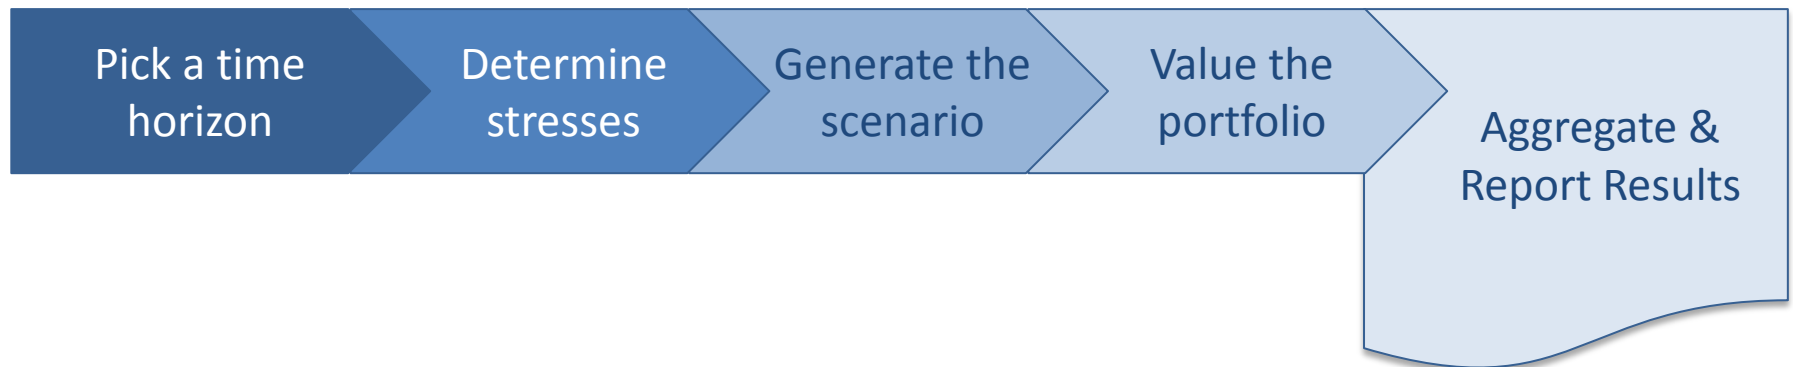 Pick a time
horizon
Determine
stresses
Generate the
scenario
Value the
portfolio
Aggregate &
Report Results